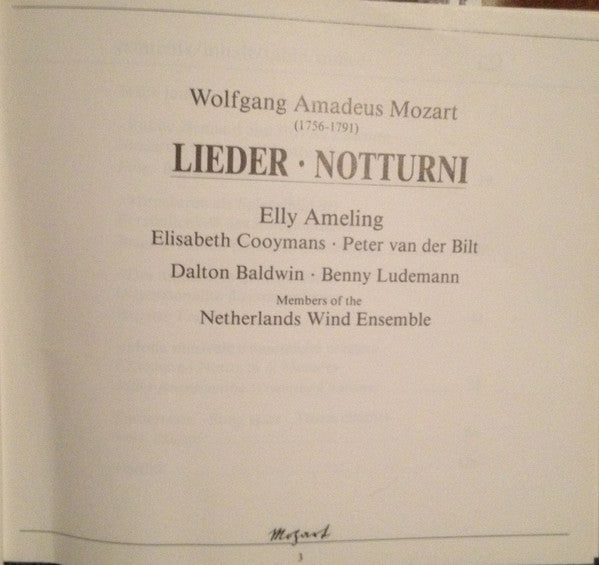 Wolfgang Amadeus Mozart
(1756-1791)
LIEDER · NOTTURNI
Elly Ameling
Elisabeth Cooymans · Peter van der Bilt
Dalton Baldwin · Benny Ludemann
Members of the
Netherlands Wind Ensemble
Mozart
3